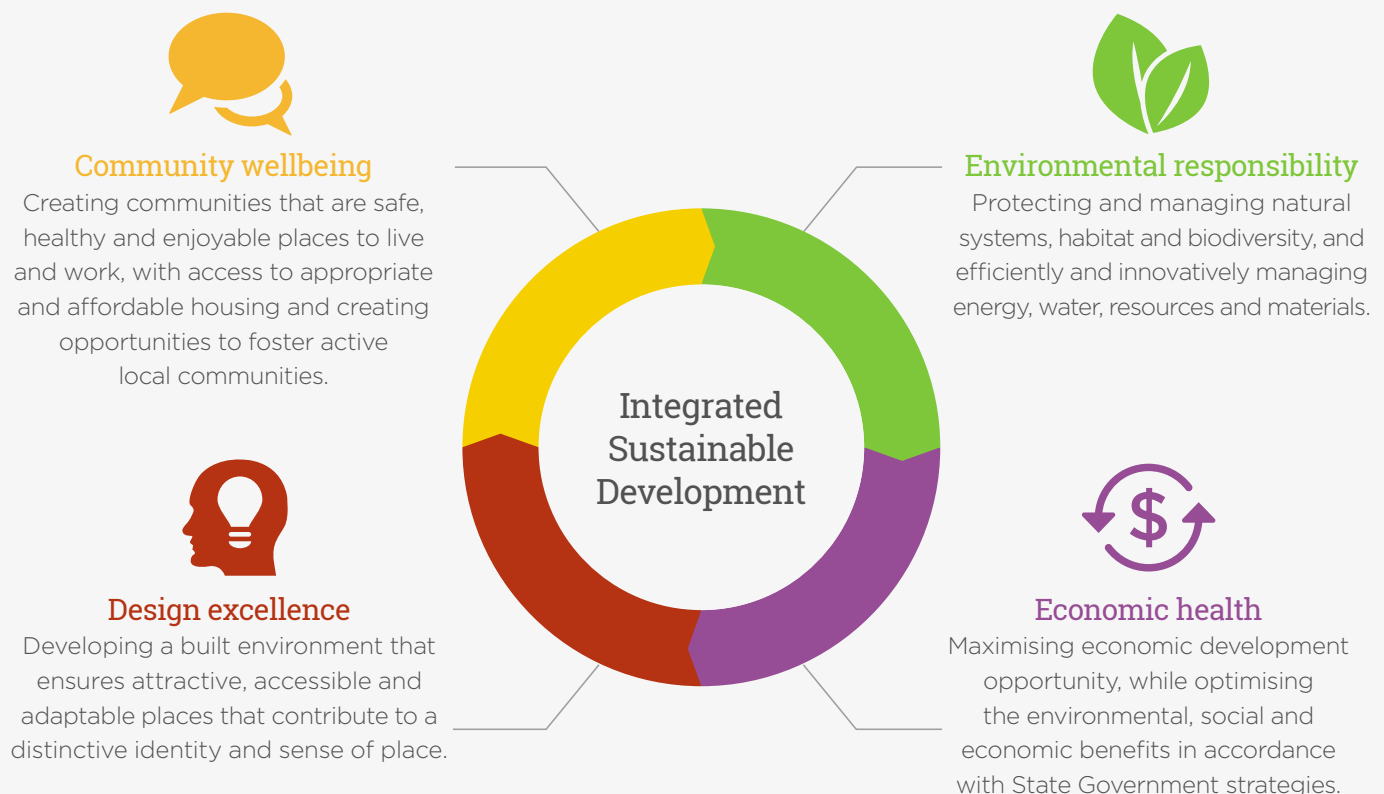 Community wellbeing
Creating communities that are safe,
healthy and enjoyable places to live
and work, with access to appropriate
and affordable housing and creating
opportunities to foster active
local communities.
Environmental responsibility
Protecting and managing natural
systems, habitat and biodiversity, and
efficiently and innovatively managing
energy, water, resources and materials.
Integrated
Sustainable
Development
Design excellence
Developing a built environment that
ensures attractive, accessible and
adaptable places that contribute to a
distinctive identity and sense of place.
$
Economic health
Maximising economic development
opportunity, while optimising
the environmental, social and
economic benefits in accordance
with State Government strategies.